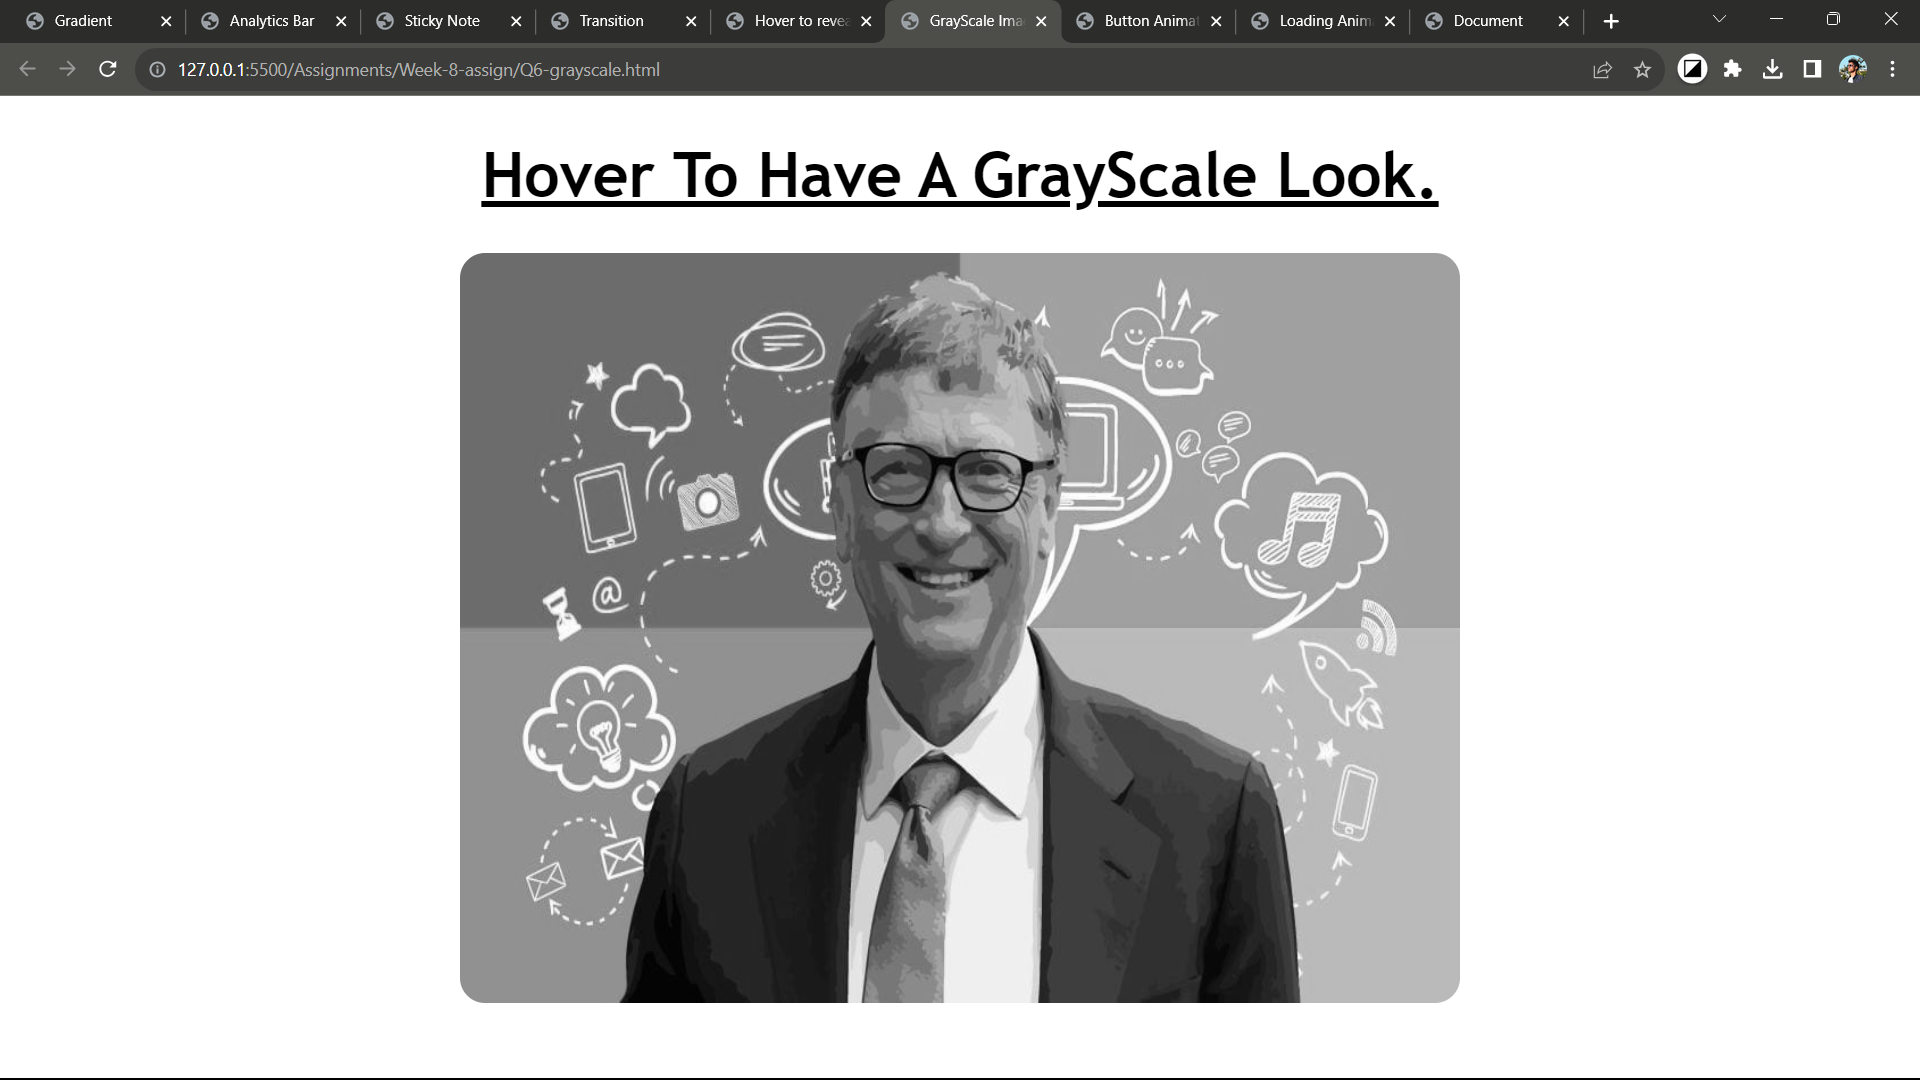 Gradient
Analytics Bar
Sticky Note
Transition
Hover to revea
GrayScale Ima
Button Animat
Loading Anim
Document
127.0.0.1:5500/Assignments/Week-8-assign/Q6-grayscale.html
Hover To Have A GrayScale Look.
@